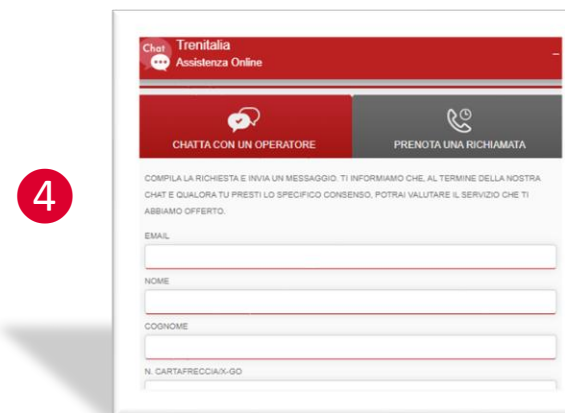 4
Chat
Trenitalia
Assistenza Online
CHATTA CON UN OPERATORE
PRENOTA UNA RICHIAMATA
COMPILA LA RICHIESTA E INVIA UN MESSAGGIO. TI INFORMIAMO CHE, AL TERMINE DELLA NOSTRA
CHAT E QUALORA TU PRESTI LO SPECIFICO CONSENSO, POTRAI VALUTARE IL SERVIZIO CHE TI
ABBIAMO OFFERTO.
EMAIL
NOME
COGNOME
N. CARTAFRECCIA/X-GO